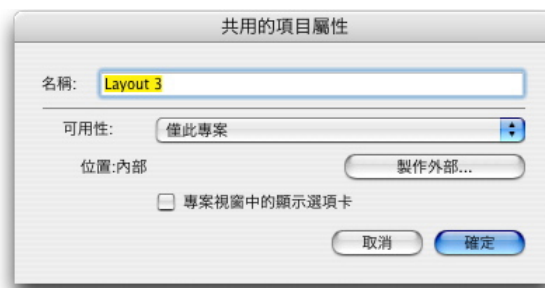 共用的項目屬性
名稱: Layout 3
可用性: 僅此專案
位置:內部 製作外部...
專案視窗中的顯示選項卡
取消 確定